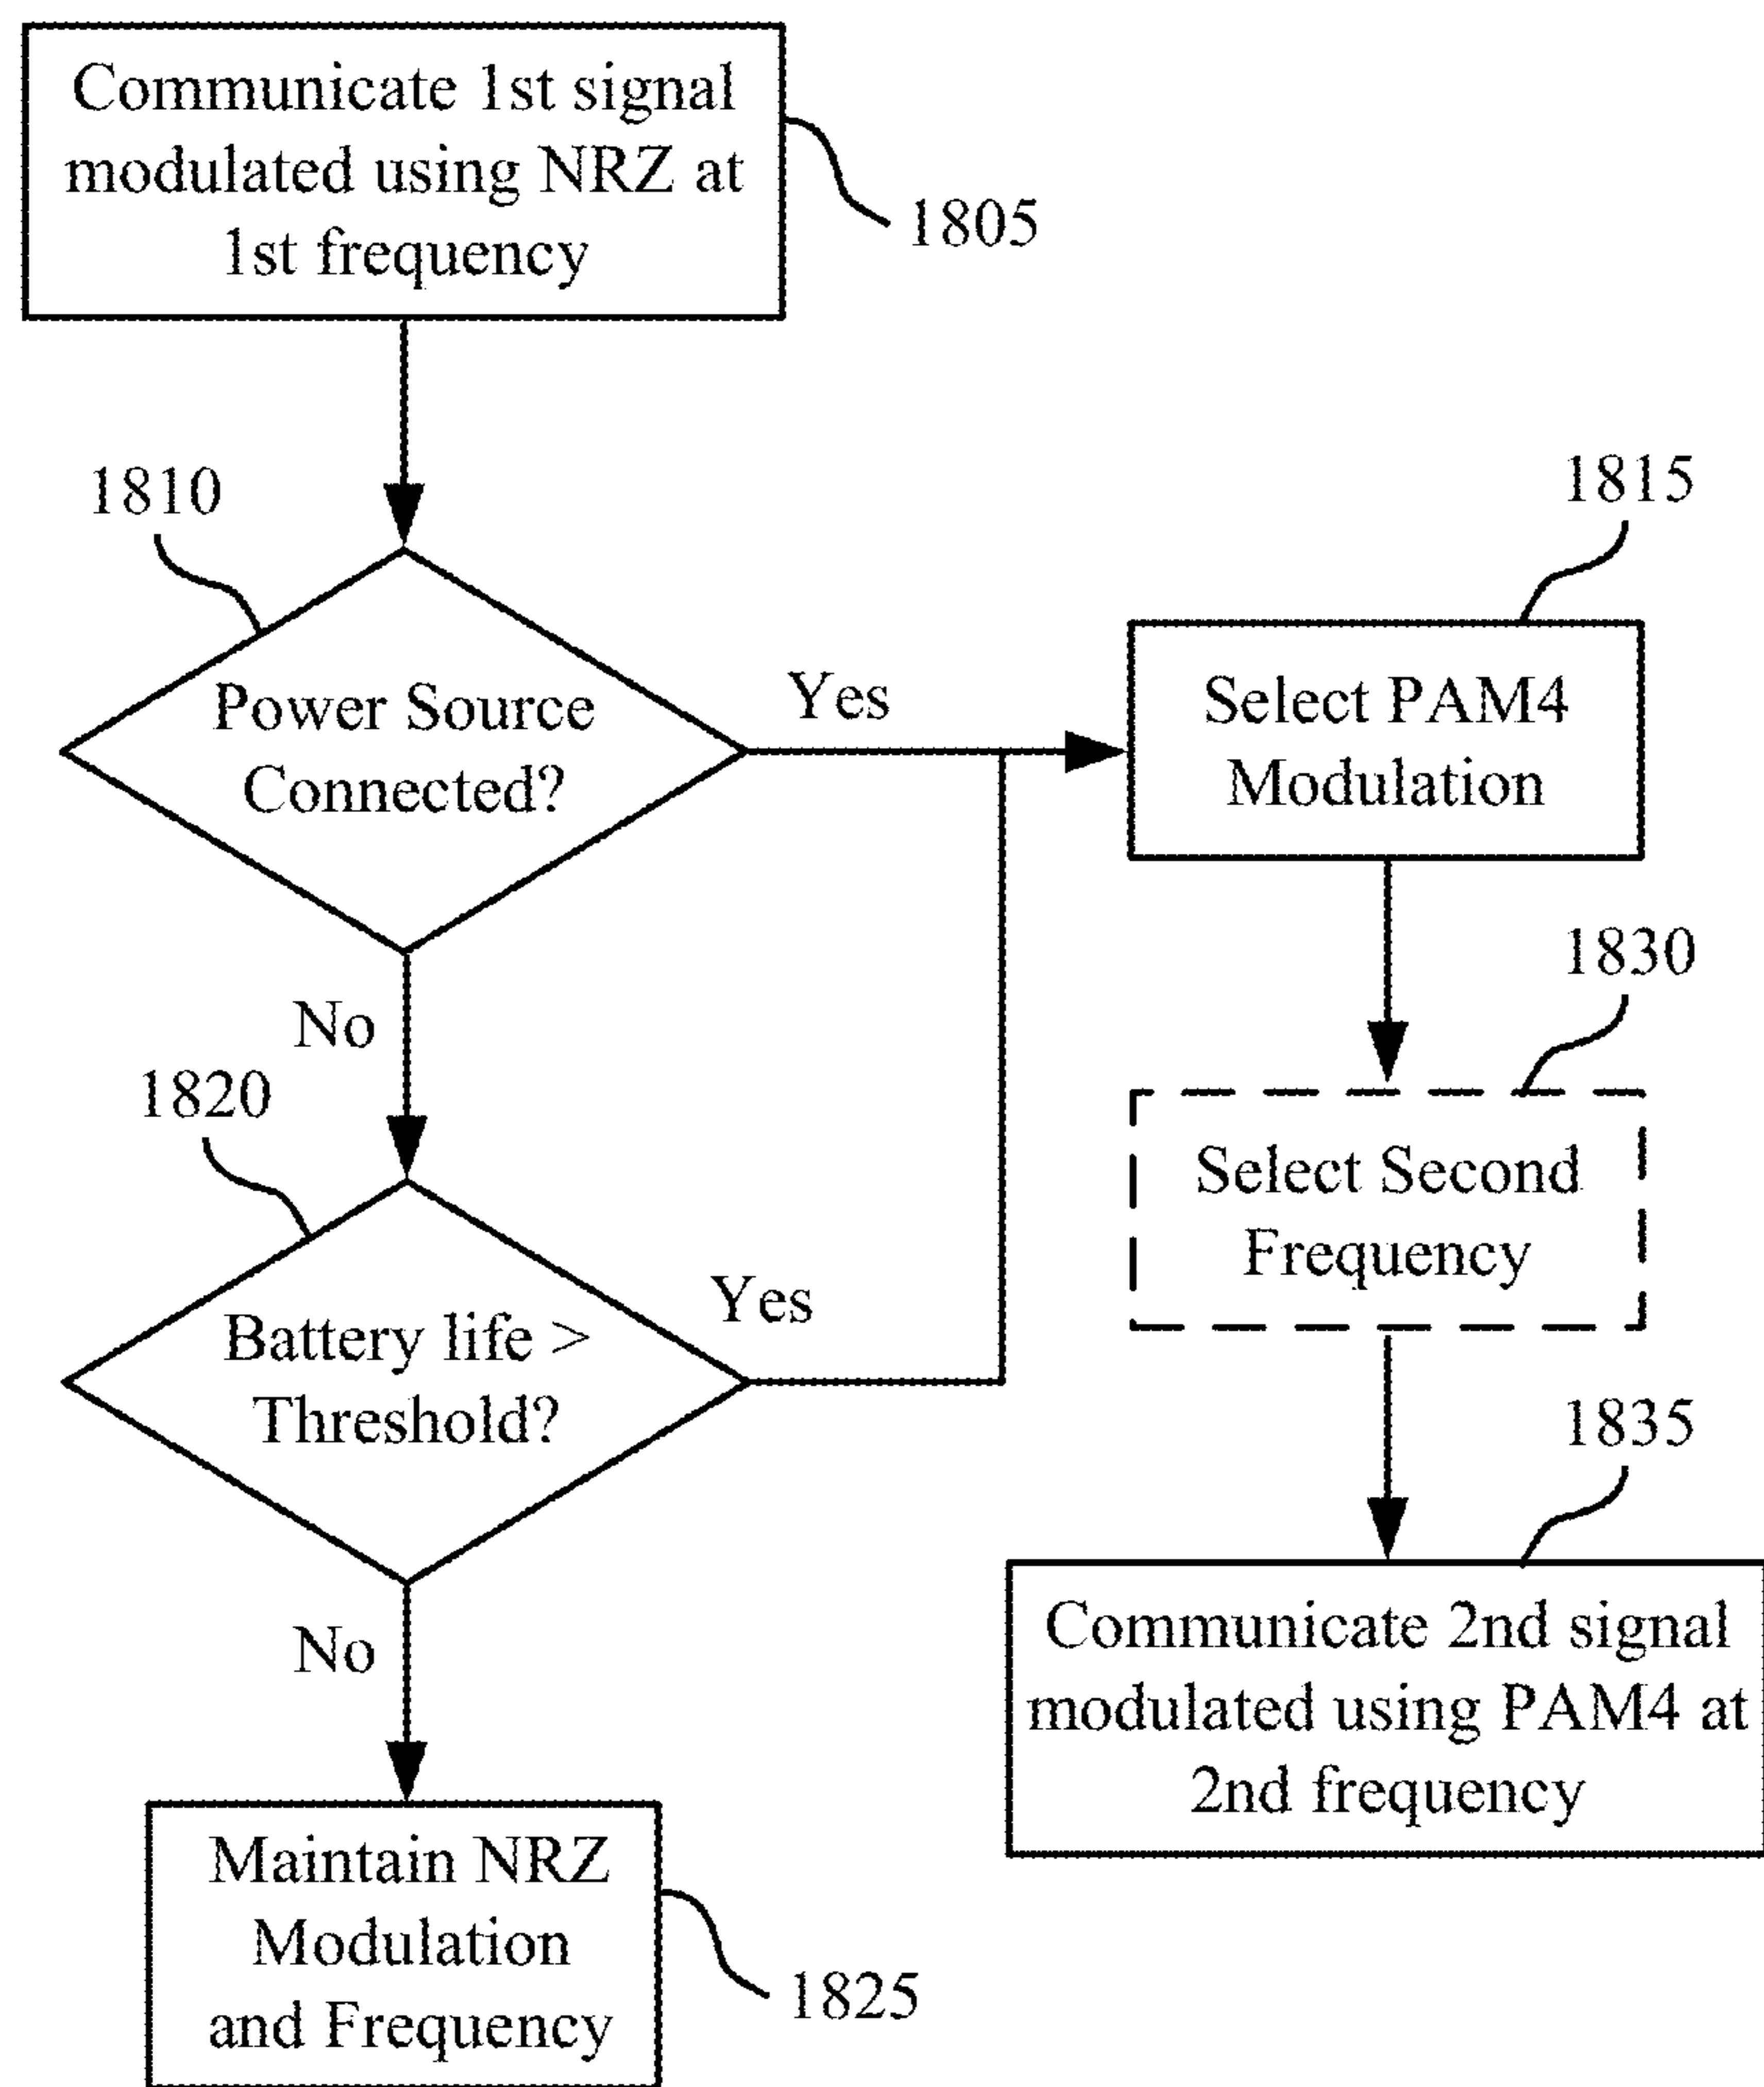 Communicate 1st signal
modulated using NRZ at
1st frequency
1805
1810
Power Source
Connected?
Yes
1815
Select PAM4
Modulation
No
1820
Battery life >
Threshold?
Yes
1830
Select Second
Frequency
1835
Communicate 2nd signal
modulated using PAM4 at
2nd frequency
No
Maintain NRZ
Modulation
and Frequency
1825